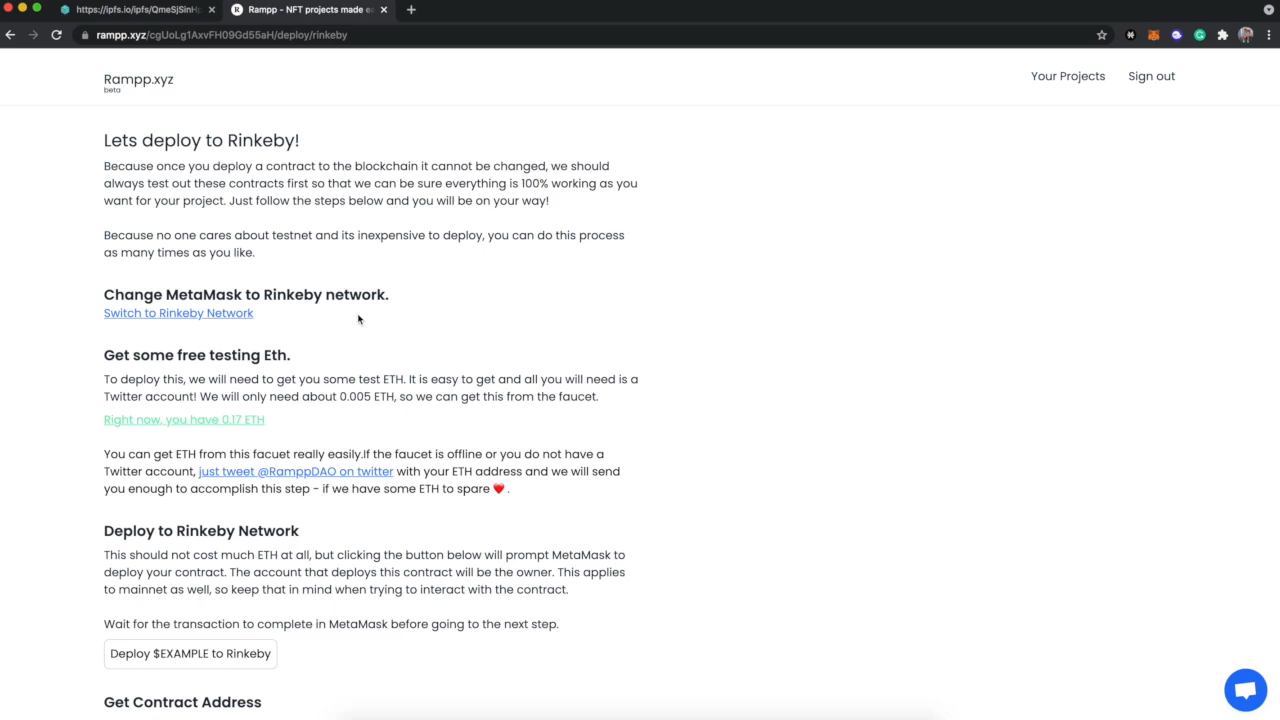 https://ipfs.io/ipfs/QmeSjSinH
Rampp - NFT projects made e
rampp.xyz/cgUoLg1AxvFH09Gd55aH/deploy/rinkeby
Rampp.xyz
beta
Your Projects
Sign out
Lets deploy to Rinkeby!
Because once you deploy a contract to the blockchain it cannot be changed, we should
always test out these contracts first so that we can be sure everything is 100% working as you
want for your project. Just follow the steps below and you will be on your way!
Because no one cares about testnet and its inexpensive to deploy, you can do this process
as many times as you like.
Change MetaMask to Rinkeby network.
Switch to Rinkeby Network
Get some free testing Eth.
To deploy this, we will need to get you some test ETH. It is easy to get and all you will need is a
Twitter account! We will only need about 0.005 ETH, so we can get this from the faucet.
Right now, you have 0.17 ETH
You can get ETH from this facuet really easily.If the faucet is offline or you do not have a
Twitter account, just tweet @RamppDAO on twitter with your ETH address and we will send
you enough to accomplish this step - if we have some ETH to spare ❤️ .
Deploy to Rinkeby Network
This should not cost much ETH at all, but clicking the button below will prompt MetaMask to
deploy your contract. The account that deploys this contract will be the owner. This applies
to mainnet as well, so keep that in mind when trying to interact with the contract.
Wait for the transaction to complete in MetaMask before going to the next step.
Deploy $EXAMPLE to Rinkeby
Get Contract Address